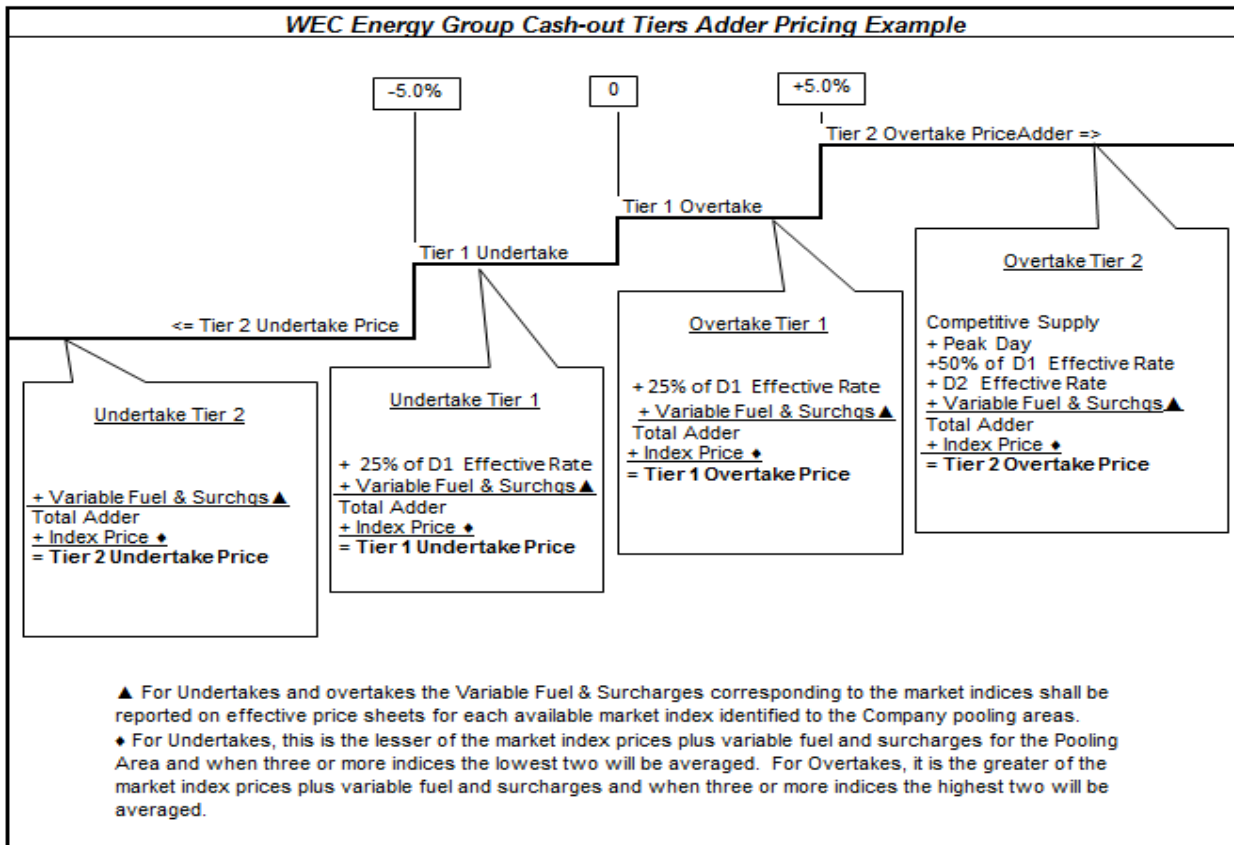 WEC Energy Group Cash-out Tiers Adder Pricing Example
-5.0%
0
+5.0%
Tier 2 Overtake PriceAdder =>
Tier 1 Overtake
Tier 1 Undertake
<= Tier 2 Undertake Price
Undertake Tier 2
+ Variable Fuel & Surchgs▲
Total Adder
+ Index Price ♦
= Tier 2 Undertake Price
Undertake Tier 1
+ 25% of D1 Effective Rate
+ Variable Fuel & Surchgs▲
Total Adder
+ Index Price ♦
= Tier 1 Undertake Price
Overtake Tier 1
+ 25% of D1 Effective Rate
+ Variable Fuel & Surchgs▲
Total Adder
+ Index Price ♦
= Tier 1 Overtake Price
Overtake Tier 2
Competitive Supply
+ Peak Day
+50% of D1 Effective Rate
+ D2 Effective Rate
+ Variable Fuel & Surchgs▲
Total Adder
+ Index Price ♦
= Tier 2 Overtake Price
▲ For Undertakes and overtakes the Variable Fuel & Surcharges corresponding to the market indices shall be
reported on effective price sheets for each available market index identified to the Company pooling areas.
♦ For Undertakes, this is the lesser of the market index prices plus variable fuel and surcharges for the Pooling
Area and when three or more indices the lowest two will be averaged. For Overtakes, it is the greater of the
market index prices plus variable fuel and surcharges and when three or more indices the highest two will be
averaged.